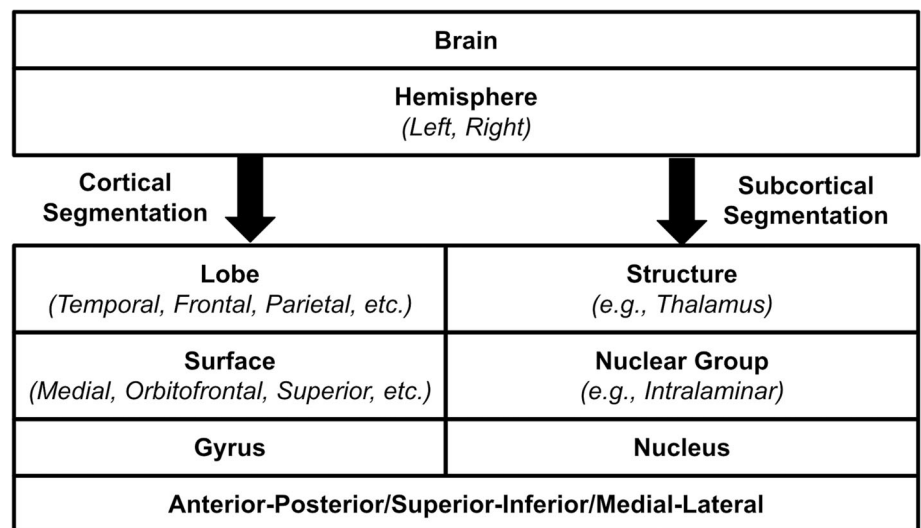 Brain
Hemisphere
(Left, Right)
Cortical
Segmentation
Subcortical
Segmentation
Lobe
(Temporal, Frontal, Parietal, etc.)
Structure
(e.g., Thalamus)
Surface
(Medial, Orbitofrontal, Superior, etc.)
Nuclear Group
(e.g., Intralaminar)
Gyrus
Nucleus
Anterior-Posterior/Superior-Inferior/Medial-Lateral